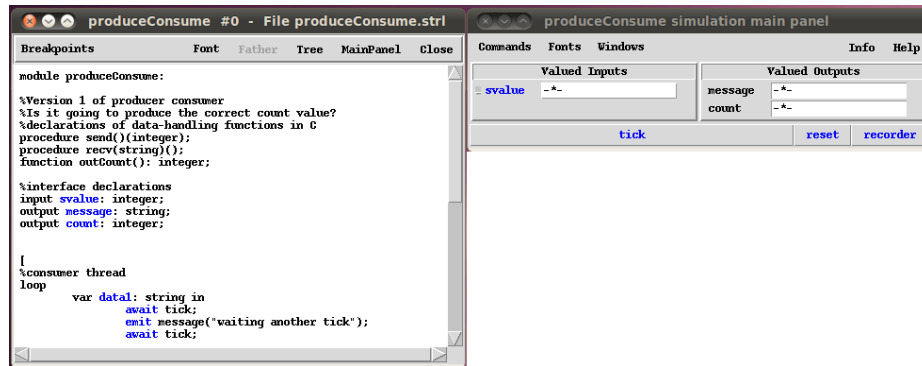 produceConsume #0 - File produceConsume.strl
Breakpoints Font Father Tree MainPanel Close
module produceConsume:
%Version 1 of producer consumer
%Is it going to produce the correct count value?
%declarations of data-handling functions in C
procedure send()(integer);
procedure recv(string)();
function outCount(): integer;
%interface declarations
input svalue: integer;
output message: string;
output count: integer;
[
%consumer thread
loop
var data1: string in
await tick;
emit message("waiting another tick");
await tick;
produceConsume simulation main panel
Commands Fonts Windows Info Help
Valued Inputs
svalue -*-
Valued Outputs
message -*-
count -*-
tick reset recorder